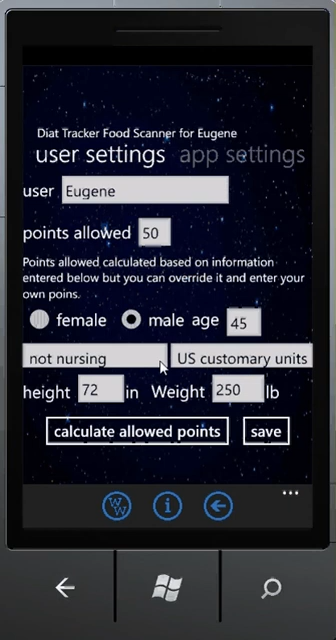 Diat Tracker Food Scanner for Eugene
user settings app settings
user Eugene
points allowed 50
Points allowed calculated based on information
entered below but you can override it and enter your
own poins.
female male age 45
not nursing US customary units
height 72 in Weight 250 lb
calculate allowed points save
W W i